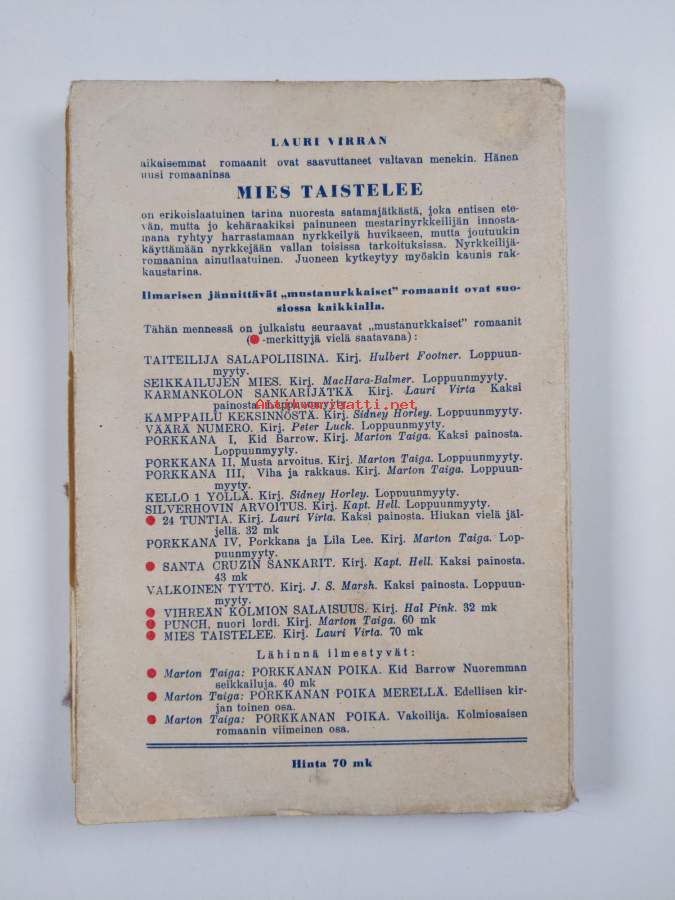 LAURI VIRRAN
aikaisemmat romaanit ovat saavuttaneet valtavan menekin. Hänen
uusi romaaninsa
MIES TAISTELEE
on erikoislaatuinen tarina nuoresta satamajätkästä, joka entisen ete-
vän, mutta jo kehäraakiksi painuneen mestarinyrkkeilijän innosta-
mana ryhtyy harrastamaan nyrkkeilyä huvikseen, mutta joutuukin
käyttämään nyrkkejään vallan toisissa tarkoituksissa. Nyrkkeilijä-
romaanina ainutlaatuinen. Juoneen kytkeytyy myöskin kaunis rak-
kaustarina.
Ilmarisen jännittävät „mustanurkkaiset" romaanit ovat suo-
siossa kaikkialla.
Tähän mennessä on julkaistu seuraavat „mustanurkkaiset" romaanit
(●-merkittyjä vielä saatavana):
TAITEILIJA SALAPOLIISINA. Kirj. Hulbert Footner. Loppuun-
myyty.
SEIKKAILUJEN MIES. Kirj. MacHara-Balmer. Loppuunmyyty.
KARMANKOLON SANKARIJÄTKÄ Kirj. Lauri Virta Kaksi
painosta. Loppuunmyyty.
Antikvariaatti.net
KAMPPAILU KEKSINNÖSTÄ. Kirj. Sidney Horley. Loppuunmyyty.
VÄÄRÄ NUMERO. Kirj. Peter Luck. Loppuunmyyty.
PORKKANA I, Kid Barrow. Kirj. Marton Taiga. Kaksi painosta.
Loppuunmyyty.
PORKKANA II, Musta arvoitus. Kirj. Marton Taiga. Loppuunmyyty.
PORKKANA III, Viha ja rakkaus. Kirj. Marton Taiga. Loppuun-
myyty.
KELLO 1 YÖLLÄ. Kirj. Sidney Horley. Loppuunmyyty.
SILVERHOVIN ARVOITUS. Kirj. Kapt. Hell. Loppuunmyyty.
● 24 TUNTIA. Kirj. Lauri Virta. Kaksi painosta. Hiukan vielä jäl-
jellä. 32 mk
PORKKANA IV, Porkkana ja Lila Lee. Kirj. Marton Taiga. Lop-
puunmyyty.
● SANTA CRUZIN SANKARIT. Kirj. Kapt. Hell. Kaksi painosta.
43 mk
VALKOINEN TYTTÖ. Kirj. J. S. Marsh. Kaksi painosta. Loppuun-
myyty.
● VIHREÄN KOLMION SALAISUUS. Kirj. Hal Pink. 32 mk
● PUNCH, nuori lordi. Kirj. Marton Taiga. 60 mk
● MIES TAISTELEE. Kirj. Lauri Virta. 70 mk
Lähinnä ilmestyvät:
● Marton Taiga: PORKKANAN POIKA. Kid Barrow Nuoremman
seikkailuja. 40 mk
● Marton Taiga: PORKKANAN POIKA MERELLÄ. Edellisen kir-
jan toinen osa.
● Marton Taiga: PORKKANAN POIKA. Vakoilija. Kolmiosaisen
romaanin viimeinen osa.
Hinta 70 mk